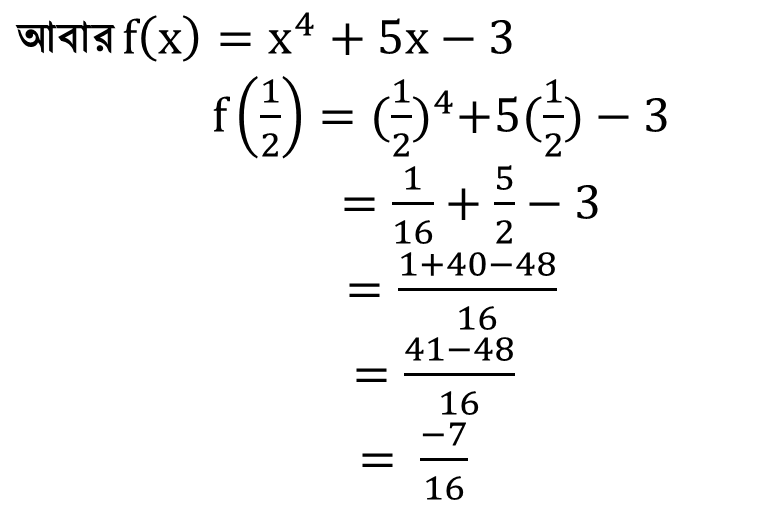 আবার f(x) = x⁴ + 5x − 3
f(1/2) = (1/2)⁴+5(1/2) − 3
= 1/16 + 5/2 − 3
= 1+40−48/16
= 41−48/16
= −7/16